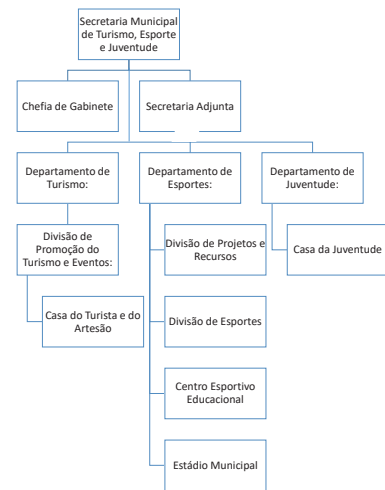 Secretaria Municipal
de Turismo, Esporte
e Juventude
Chefia de Gabinete
Secretaria Adjunta
Departamento de
Turismo:
Departamento de
Esportes:
Departamento de
Juventude:
Divisão de
Promoção do
Turismo e Eventos:
Divisão de Projetos e
Recursos
Casa da Juventude
Casa do Turista e do
Artesão
Divisão de Esportes
Centro Esportivo
Educacional
Estádio Municipal